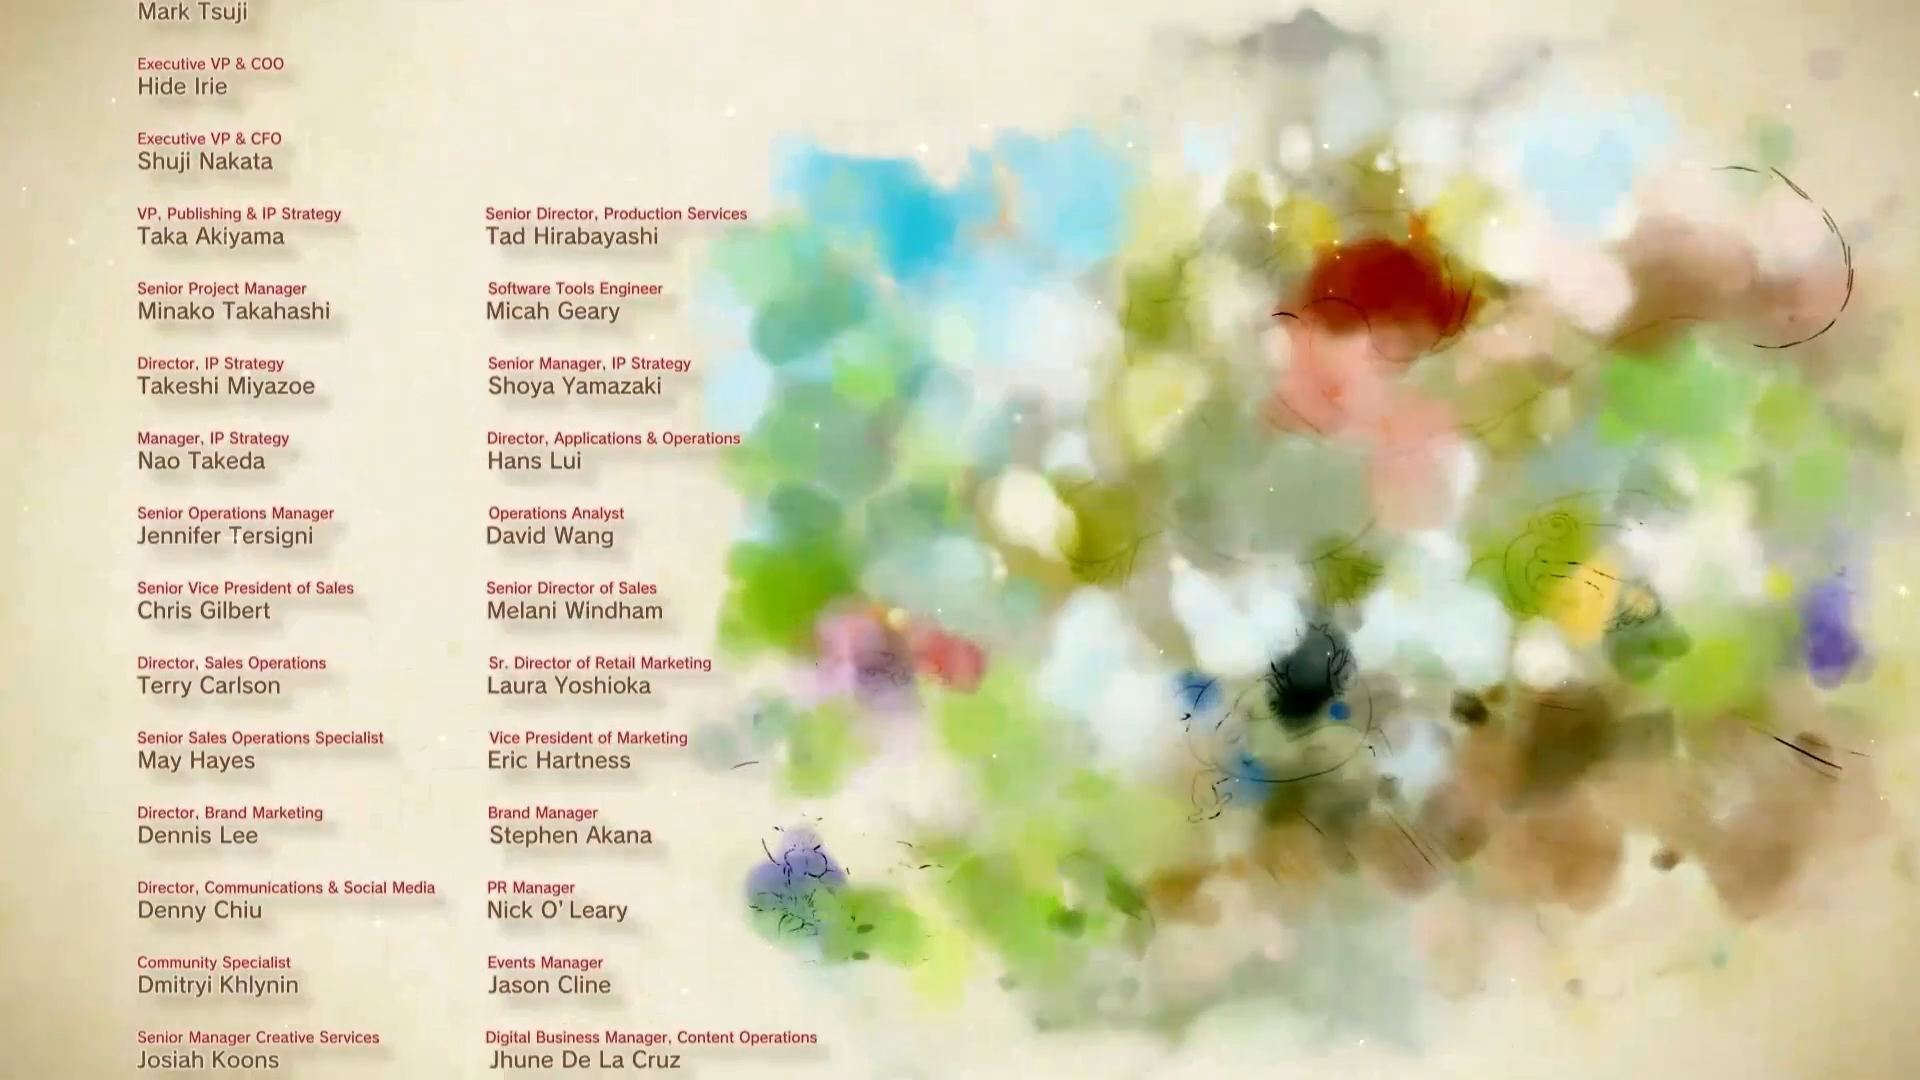 Mark Tsuji
Executive VP & COO
Hide Irie
Executive VP & CFO
Shuji Nakata
VP, Publishing & IP Strategy
Taka Akiyama
Senior Project Manager
Minako Takahashi
Director, IP Strategy
Takeshi Miyazoe
Manager, IP Strategy
Nao Takeda
Senior Operations Manager
Jennifer Tersigni
Senior Vice President of Sales
Chris Gilbert
Director, Sales Operations
Terry Carlson
Senior Sales Operations Specialist
May Hayes
Director, Brand Marketing
Dennis Lee
Director, Communications & Social Media
Denny Chiu
Community Specialist
Dmitryi Khlynin
Senior Manager Creative Services
Josiah Koons
Senior Director, Production Services
Tad Hirabayashi
Software Tools Engineer
Micah Geary
Senior Manager, IP Strategy
Shoya Yamazaki
Director, Applications & Operations
Hans Lui
Operations Analyst
David Wang
Senior Director of Sales
Melani Windham
Sr. Director of Retail Marketing
Laura Yoshioka
Vice President of Marketing
Eric Hartness
Brand Manager
Stephen Akana
PR Manager
Nick O’ Leary
Events Manager
Jason Cline
Digital Business Manager, Content Operations
Jhune De La Cruz